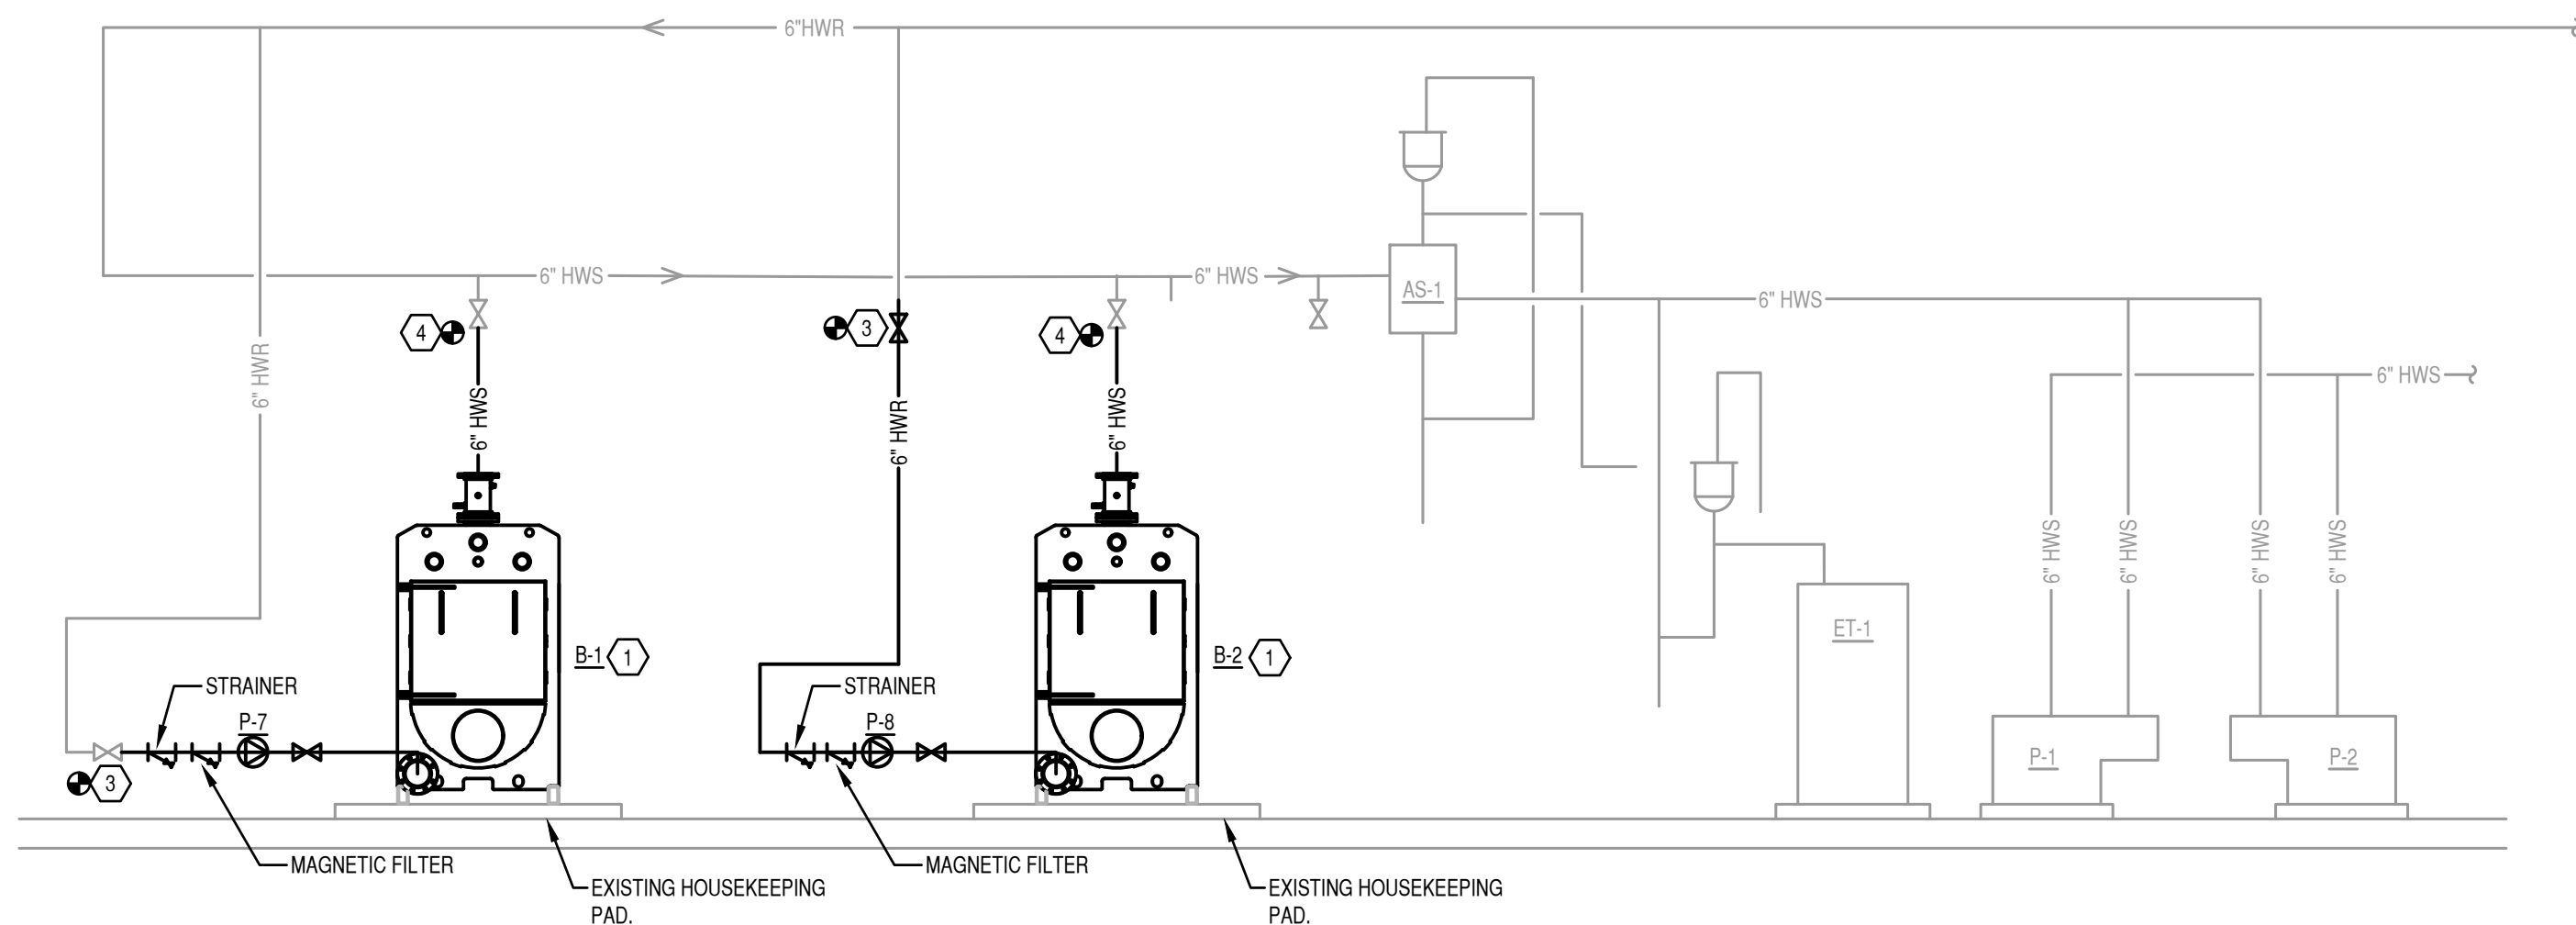 6"HWR
6" HWS
6" HWS
AS-1
6" HWS
4
3
4
6" HWR
6" HWS
6" HWR
6" HWS
6" HWS
6" HWS
6" HWS
6" HWS
6" HWS
ET-1
B-1
1
B-2
1
STRAINER
STRAINER
P-7
P-8
P-1
P-2
3
MAGNETIC FILTER
MAGNETIC FILTER
EXISTING HOUSEKEEPING
PAD.
EXISTING HOUSEKEEPING
PAD.